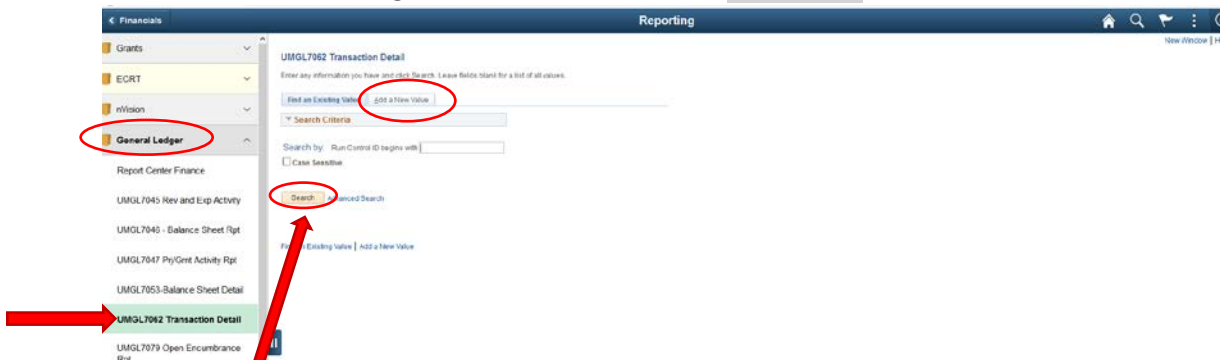 Financials
Reporting
New Window | H
Grants
ECRT
nVision
General Ledger
Report Center Finance
UMGL7045 Rev and Exp Activity
UMGL7046 - Balance Sheet Rpt
UMGL7047 Prj/Grnt Activity Rpt
UMGL7053-Balance Sheet Detail
UMGL7062 Transaction Detail
UMGL7079 Open Encumbrance
Rpt
UMGL7062 Transaction Detail
Enter any information you have and click Search. Leave fields blank for a list of all values.
Find an Existing Value
Add a New Value
Search Criteria
Search by: Run Control ID begins with
Case Sensitive
Search
Advanced Search
Find an Existing Value | Add a New Value